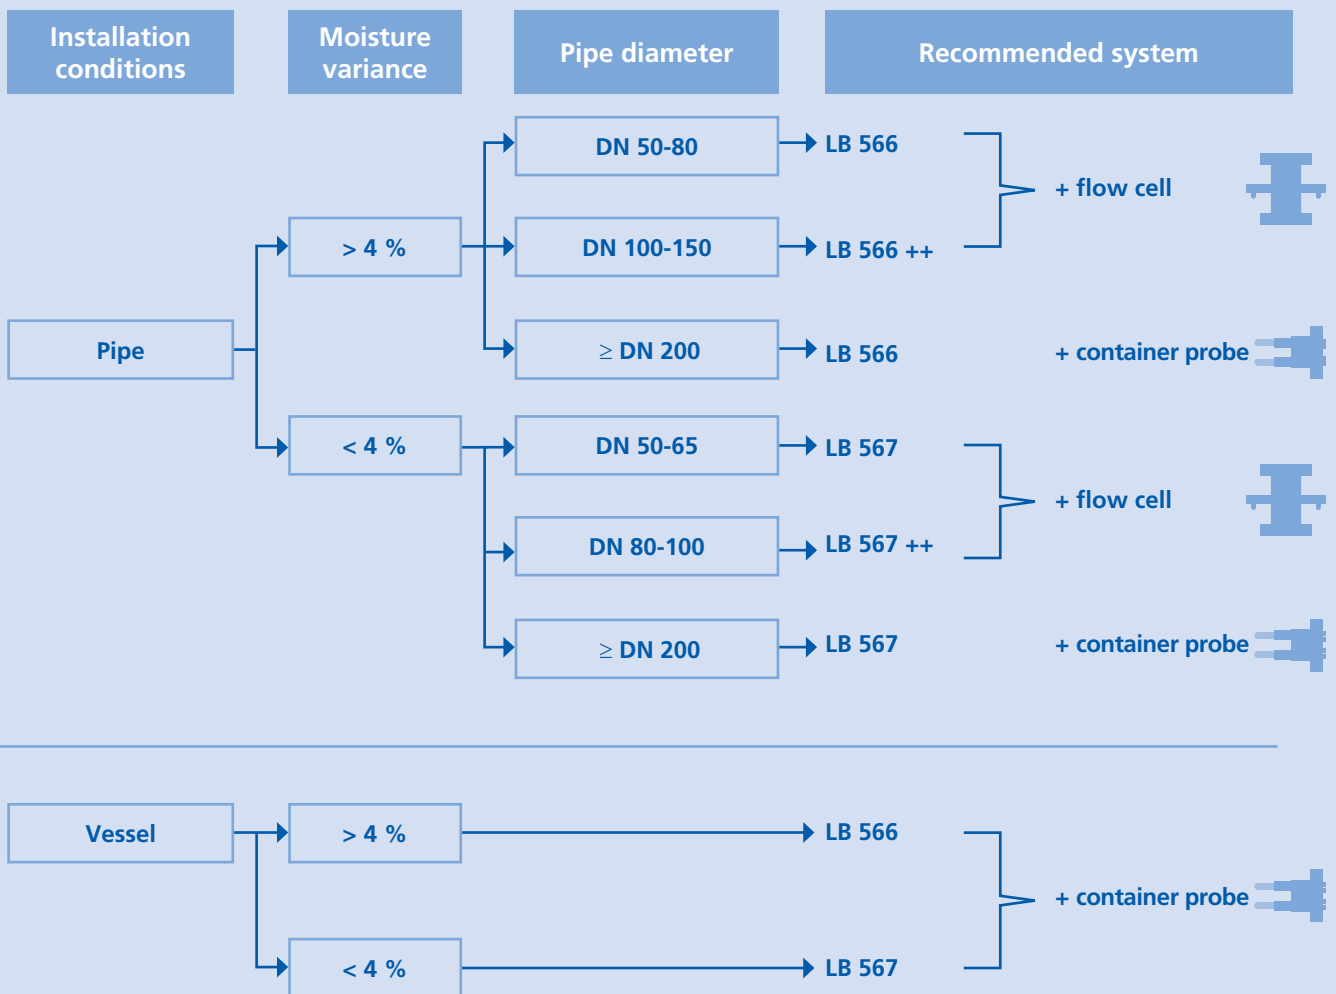 Installation
conditions
Moisture
variance
Pipe diameter
Recommended system
DN 50-80
LB 566
+ flow cell
> 4 %
DN 100-150
LB 566 ++
Pipe
≥ DN 200
LB 566
+ container probe
< 4 %
DN 50-65
LB 567
+ flow cell
DN 80-100
LB 567 ++
≥ DN 200
LB 567
+ container probe
Vessel
> 4 %
LB 566
+ container probe
< 4 %
LB 567